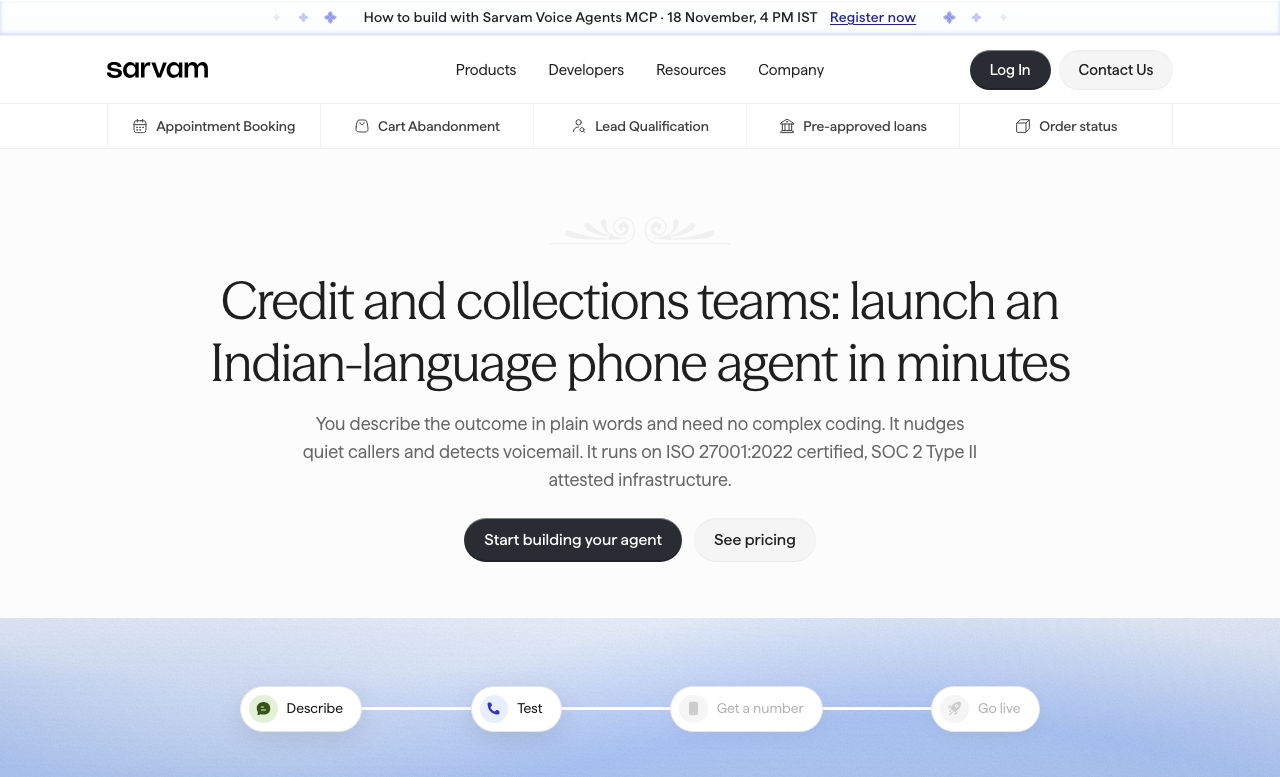 How to build with Sarvam Voice Agents MCP · 18 November, 4 PM IST Register now
sarvam
Products Developers Resources Company
Log In Contact Us
Appointment Booking Cart Abandonment Lead Qualification Pre-approved loans Order status
Credit and collections teams: launch an
Indian-language phone agent in minutes
You describe the outcome in plain words and need no complex coding. It nudges
quiet callers and detects voicemail. It runs on ISO 27001:2022 certified, SOC 2 Type II
attested infrastructure.
Start building your agent See pricing
Describe Test Get a number Go live